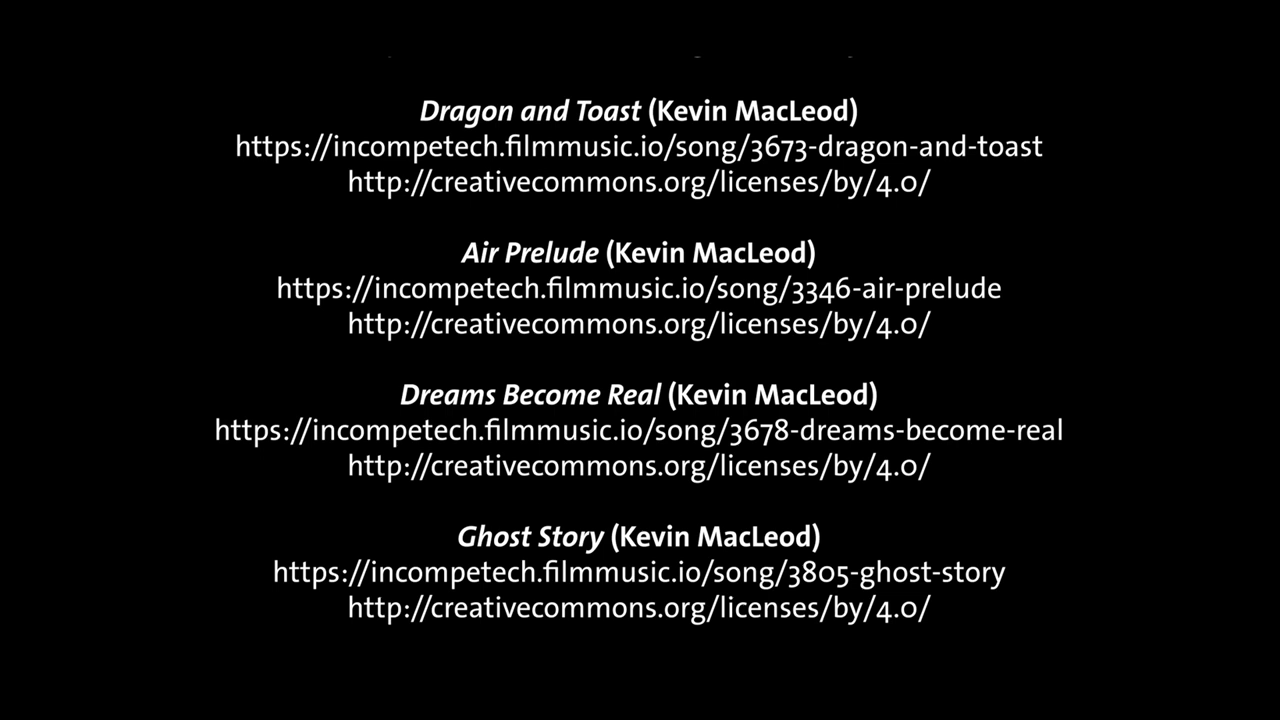 Dragon and Toast (Kevin MacLeod)
https://incompetech.filmmusic.io/song/3673-dragon-and-toast
http://creativecommons.org/licenses/by/4.0/
Air Prelude (Kevin MacLeod)
https://incompetech.filmmusic.io/song/3346-air-prelude
http://creativecommons.org/licenses/by/4.0/
Dreams Become Real (Kevin MacLeod)
https://incompetech.filmmusic.io/song/3678-dreams-become-real
http://creativecommons.org/licenses/by/4.0/
Ghost Story (Kevin MacLeod)
https://incompetech.filmmusic.io/song/3805-ghost-story
http://creativecommons.org/licenses/by/4.0/